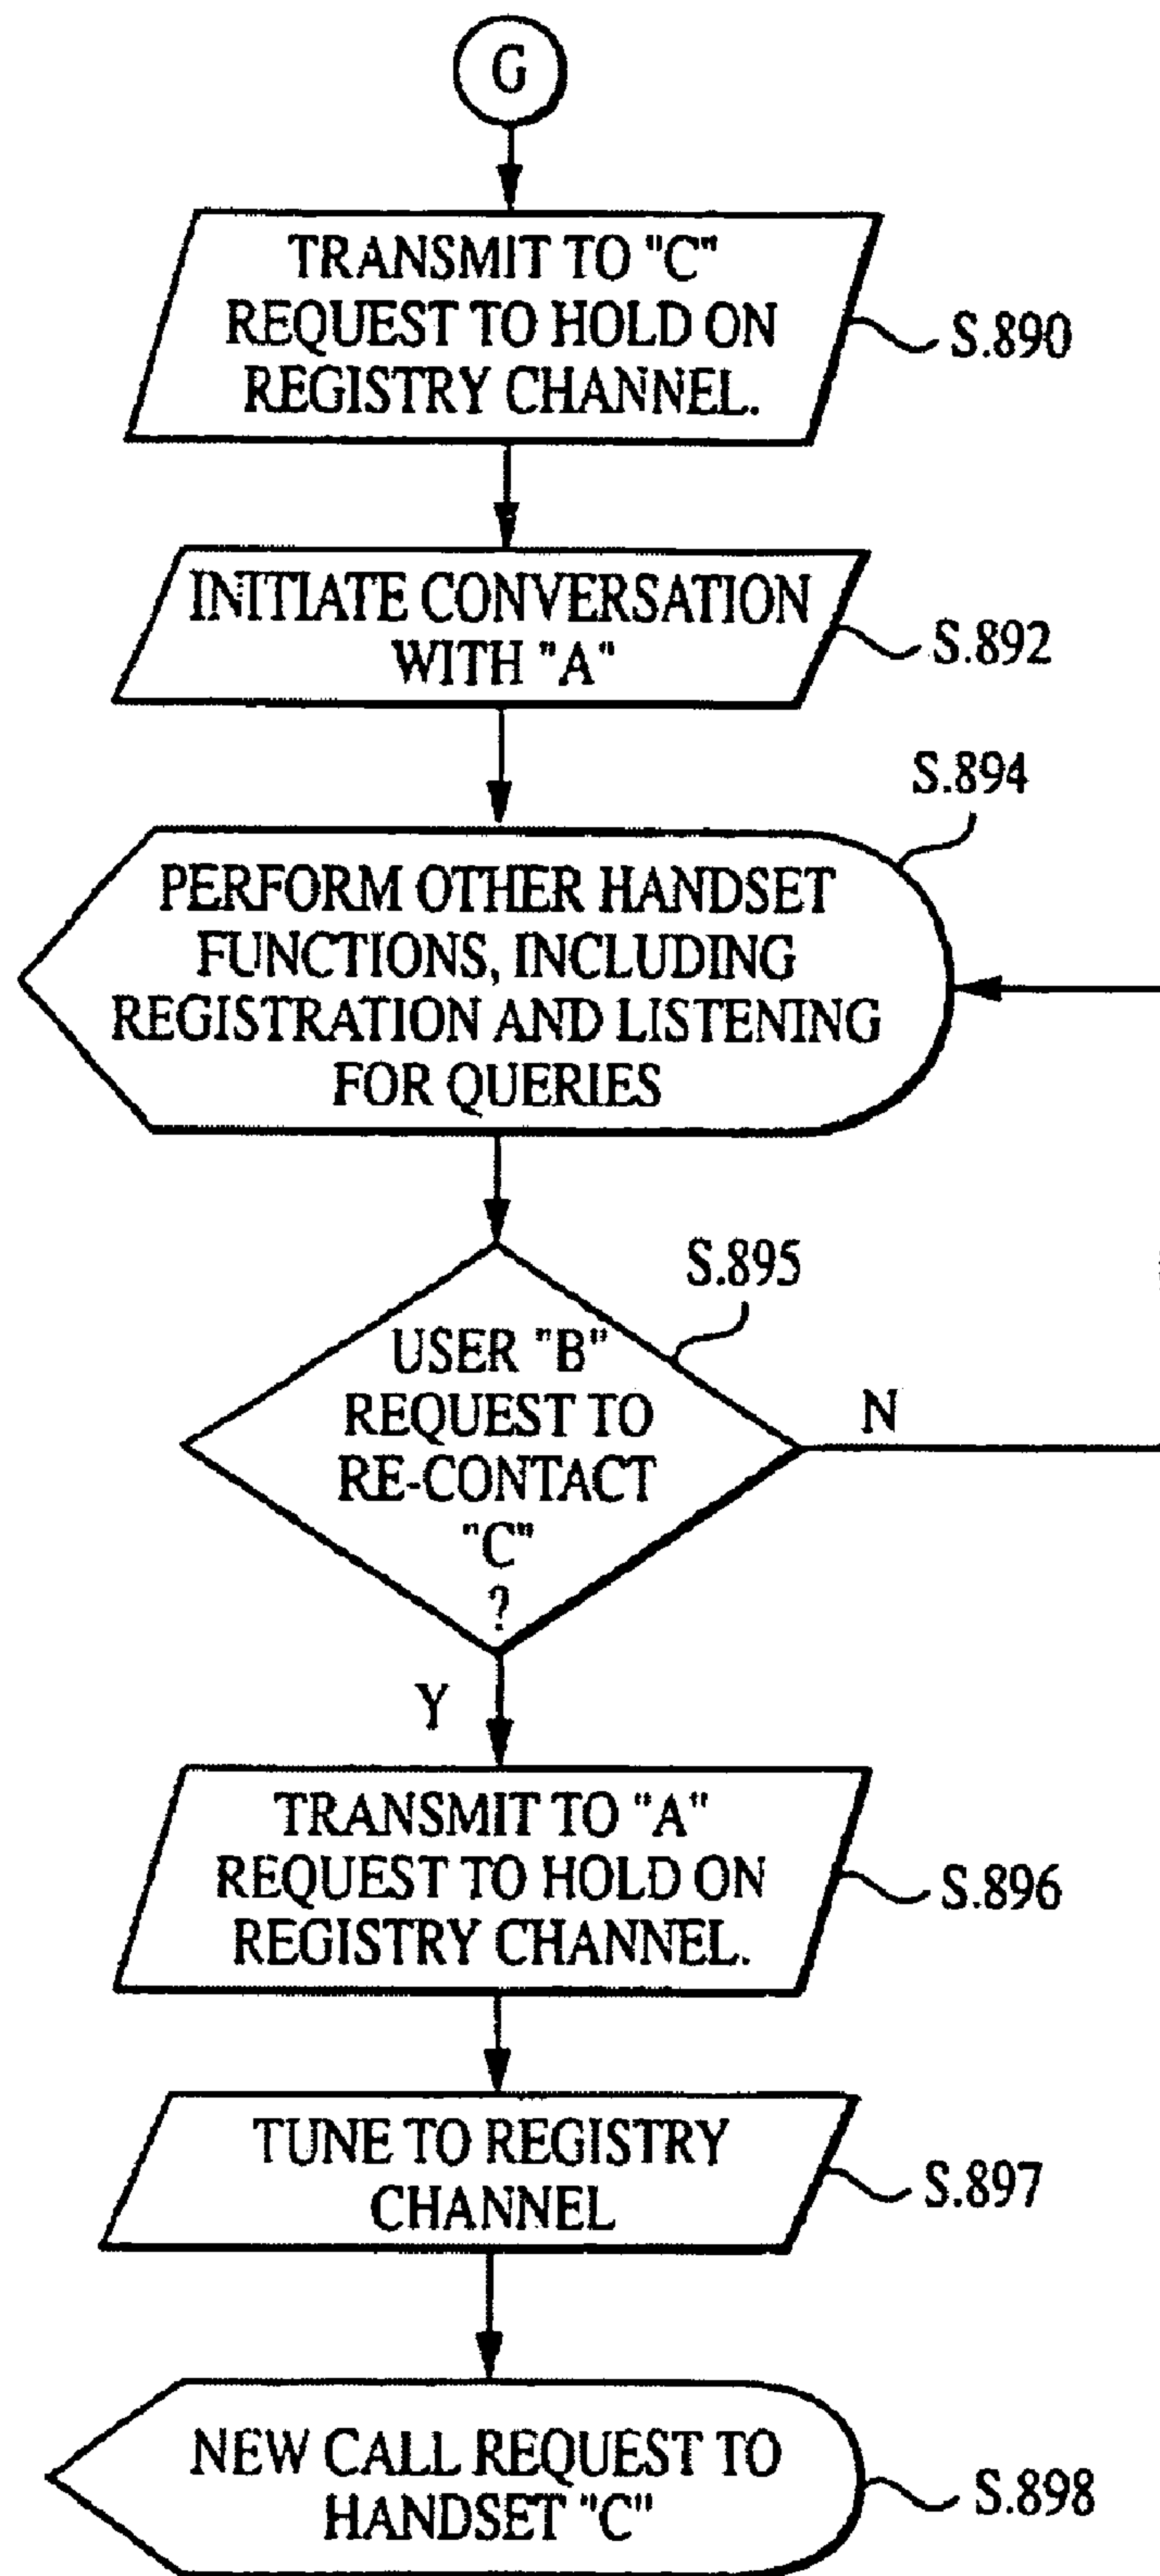 G
TRANSMIT TO "C"
REQUEST TO HOLD ON
REGISTRY CHANNEL.
S.890
INITIATE CONVERSATION
WITH "A"
S.892
S.894
PERFORM OTHER HANDSET
FUNCTIONS, INCLUDING
REGISTRATION AND LISTENING
FOR QUERIES
S.895
USER "B"
REQUEST TO
RE-CONTACT
"C"
?
N
Y
TRANSMIT TO "A"
REQUEST TO HOLD ON
REGISTRY CHANNEL.
S.896
TUNE TO REGISTRY
CHANNEL
S.897
NEW CALL REQUEST TO
HANDSET "C"
S.898